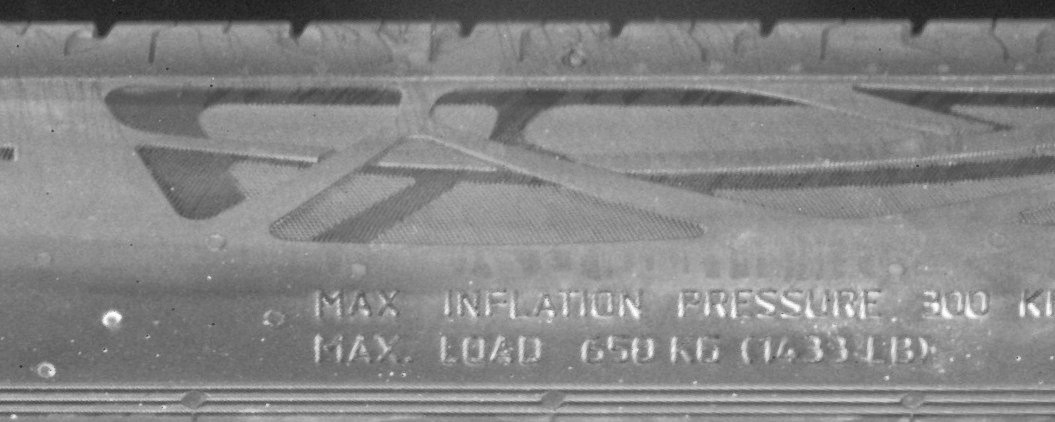 MAX INFLATION PRESSURE 300
MAX. LOAD 650 KG (1433 LB)